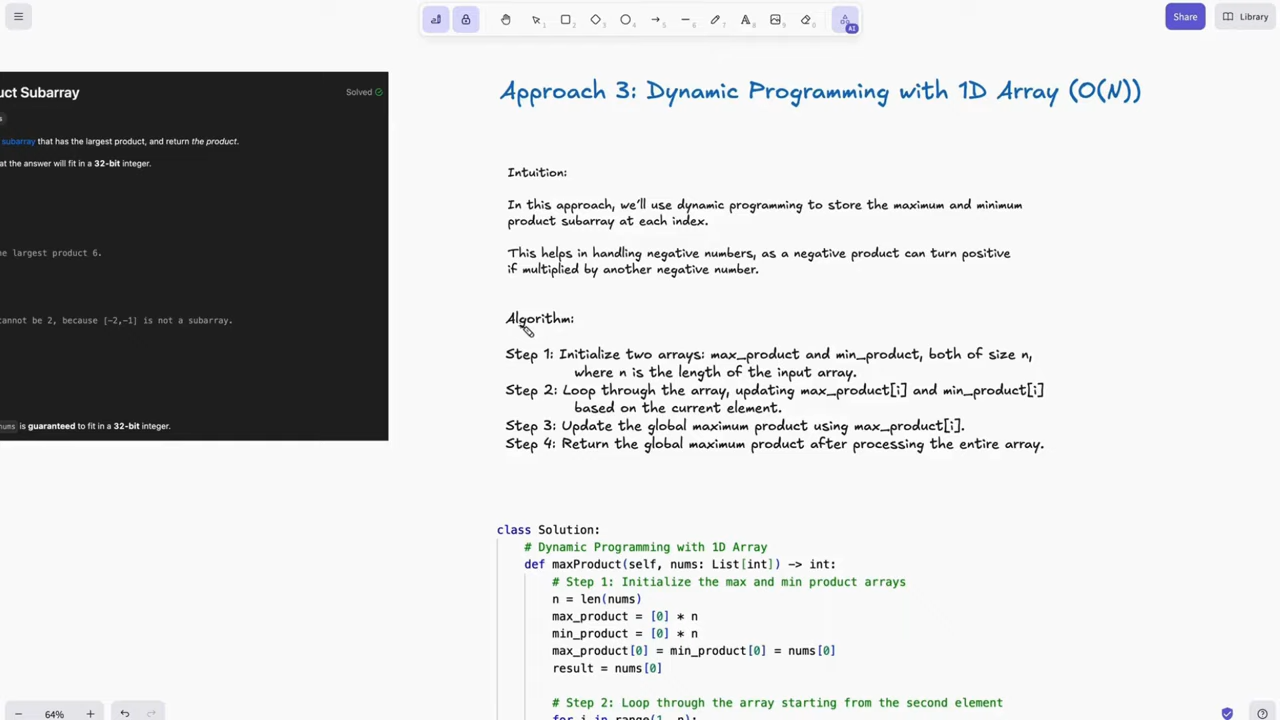 Share
Library
AI
uct Subarray
Solved
Approach 3: Dynamic Programming with 1D Array (O(N))
subarray that has the largest product, and return the product.
at the answer will fit in a 32-bit integer.
Intuition:
In this approach, we'll use dynamic programming to store the maximum and minimum
product subarray at each index.
he largest product 6.
This helps in handling negative numbers, as a negative product can turn positive
if multiplied by another negative number.
cannot be 2, because [-2,-1] is not a subarray.
Algorithm:
Step 1: Initialize two arrays: max_product and min_product, both of size n,
where n is the length of the input array.
Step 2: Loop through the array, updating max_product[i] and min_product[i]
based on the current element.
nums is guaranteed to fit in a 32-bit integer.
Step 3: Update the global maximum product using max_product[i].
Step 4: Return the global maximum product after processing the entire array.
class Solution:
# Dynamic Programming with 1D Array
def maxProduct(self, nums: List[int]) -> int:
# Step 1: Initialize the max and min product arrays
n = len(nums)
max_product = [0] * n
min_product = [0] * n
max_product[0] = min_product[0] = nums[0]
result = nums[0]
# Step 2: Loop through the array starting from the second element
for i in range(1, n):
64%